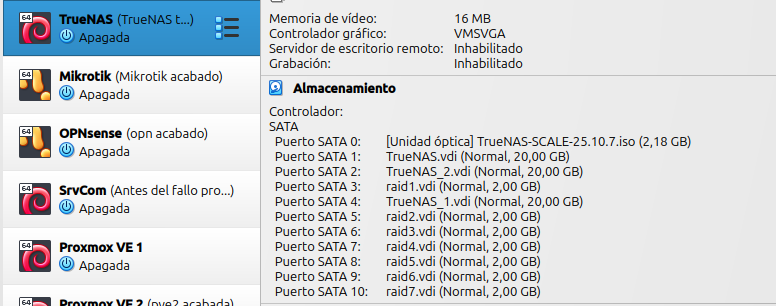 64
TrueNAS (TrueNAS t...)
Apagada
64
Mikrotik (Mikrotik acabado)
Apagada
64
OPNsense (opn acabado)
Apagada
64
SrvCom (Antes del fallo pro...)
Apagada
64
Proxmox VE 1
Apagada
64
Proxmox VE 2 (pve2 acabada)
Memoria de vídeo: 16 MB
Controlador gráfico: VMSVGA
Servidor de escritorio remoto: Inhabilitado
Grabación: Inhabilitado
Almacenamiento
Controlador:
SATA
Puerto SATA 0: [Unidad óptica] TrueNAS-SCALE-25.10.7.iso (2,18 GB)
Puerto SATA 1: TrueNAS.vdi (Normal, 20,00 GB)
Puerto SATA 2: TrueNAS_2.vdi (Normal, 20,00 GB)
Puerto SATA 3: raid1.vdi (Normal, 2,00 GB)
Puerto SATA 4: TrueNAS_1.vdi (Normal, 20,00 GB)
Puerto SATA 5: raid2.vdi (Normal, 2,00 GB)
Puerto SATA 6: raid3.vdi (Normal, 2,00 GB)
Puerto SATA 7: raid4.vdi (Normal, 2,00 GB)
Puerto SATA 8: raid5.vdi (Normal, 2,00 GB)
Puerto SATA 9: raid6.vdi (Normal, 2,00 GB)
Puerto SATA 10: raid7.vdi (Normal, 2,00 GB)